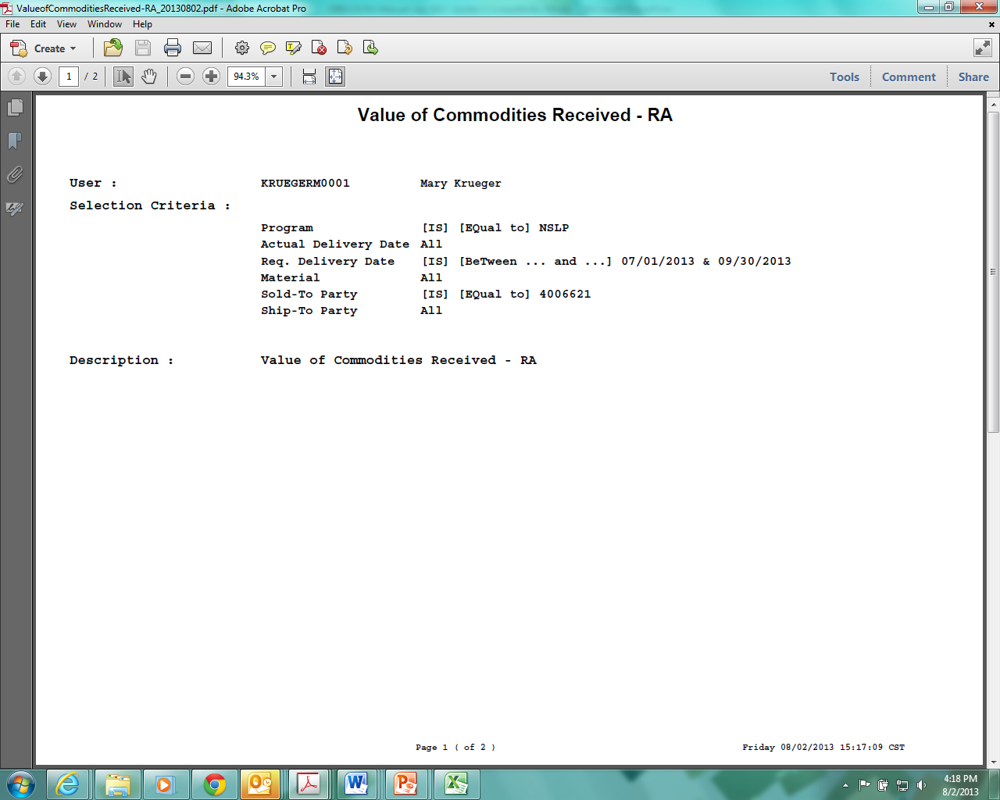 ValueofCommoditiesReceived-RA_20130802.pdf - Adobe Acrobat Pro
File Edit View Window Help
Create
1 / 2 94.3% Tools Comment Share
Value of Commodities Received - RA
User : KRUEGERM0001 Mary Krueger
Selection Criteria :
Program [IS] [EQual to] NSLP
Actual Delivery Date All
Req. Delivery Date [IS] [BeTween ... and ...] 07/01/2013 & 09/30/2013
Material All
Sold-To Party [IS] [EQual to] 4006621
Ship-To Party All
Description : Value of Commodities Received - RA
Page 1 ( of 2 ) Friday 08/02/2013 15:17:09 CST
4:18 PM
8/2/2013